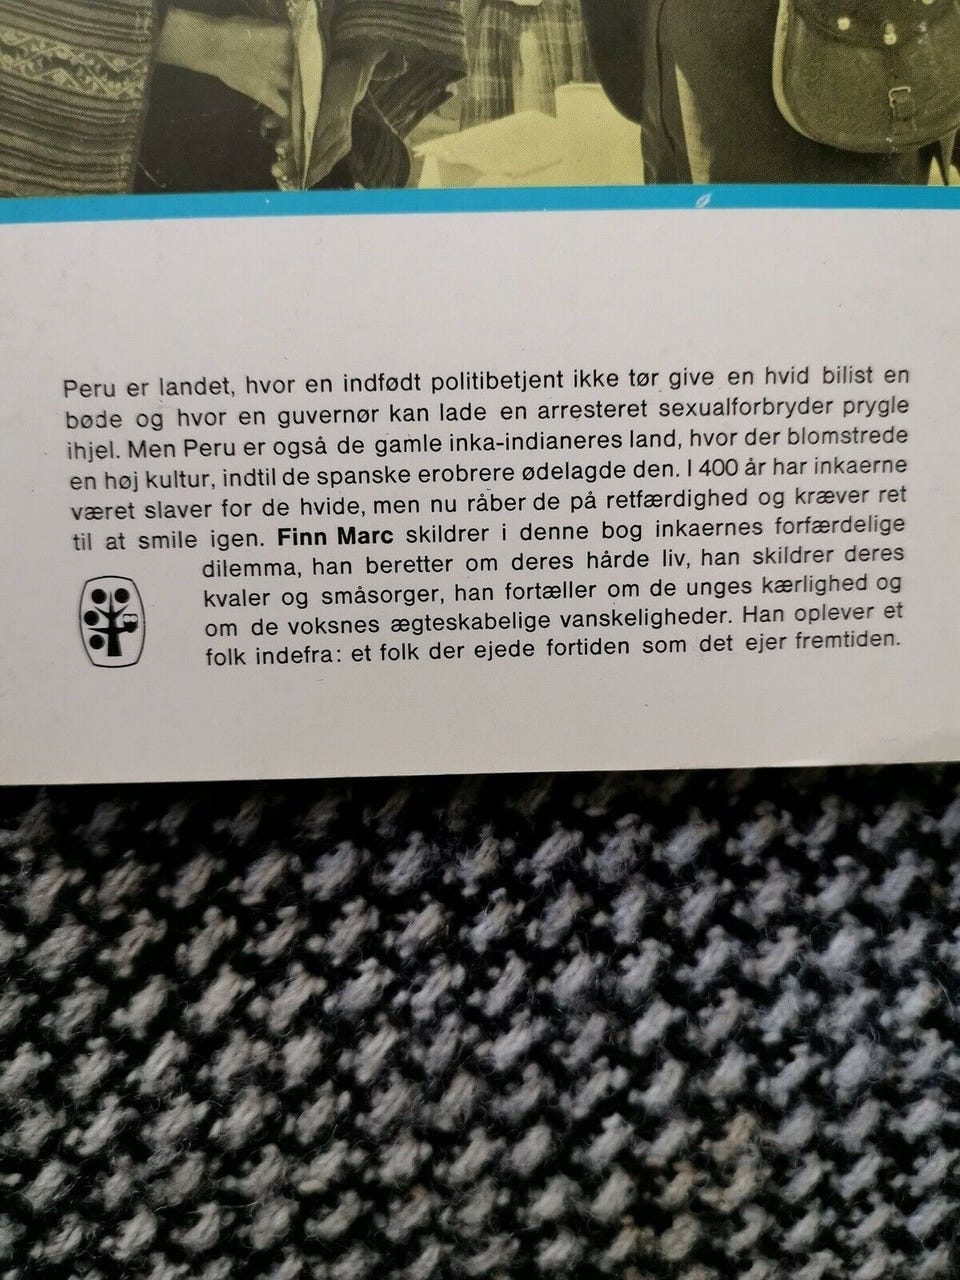 Peru er landet, hvor en indfødt politibetjent ikke tør give en hvid bilist en
bøde og hvor en guvernør kan lade en arresteret sexualforbryder prygle
ihjel. Men Peru er også de gamle inka-indianeres land, hvor der blomstrede
en høj kultur, indtil de spanske erobrere ødelagde den. I 400 år har inkaerne
været slaver for de hvide, men nu råber de på retfærdighed og kræver ret
til at smile igen. Finn Marc skildrer i denne bog inkaernes forfærdelige
dilemma, han beretter om deres hårde liv, han skildrer deres
kvaler og småsorger, han fortæller om de unges kærlighed og
om de voksnes ægteskabelige vanskeligheder. Han oplever et
folk indefra: et folk der ejede fortiden som det ejer fremtiden.